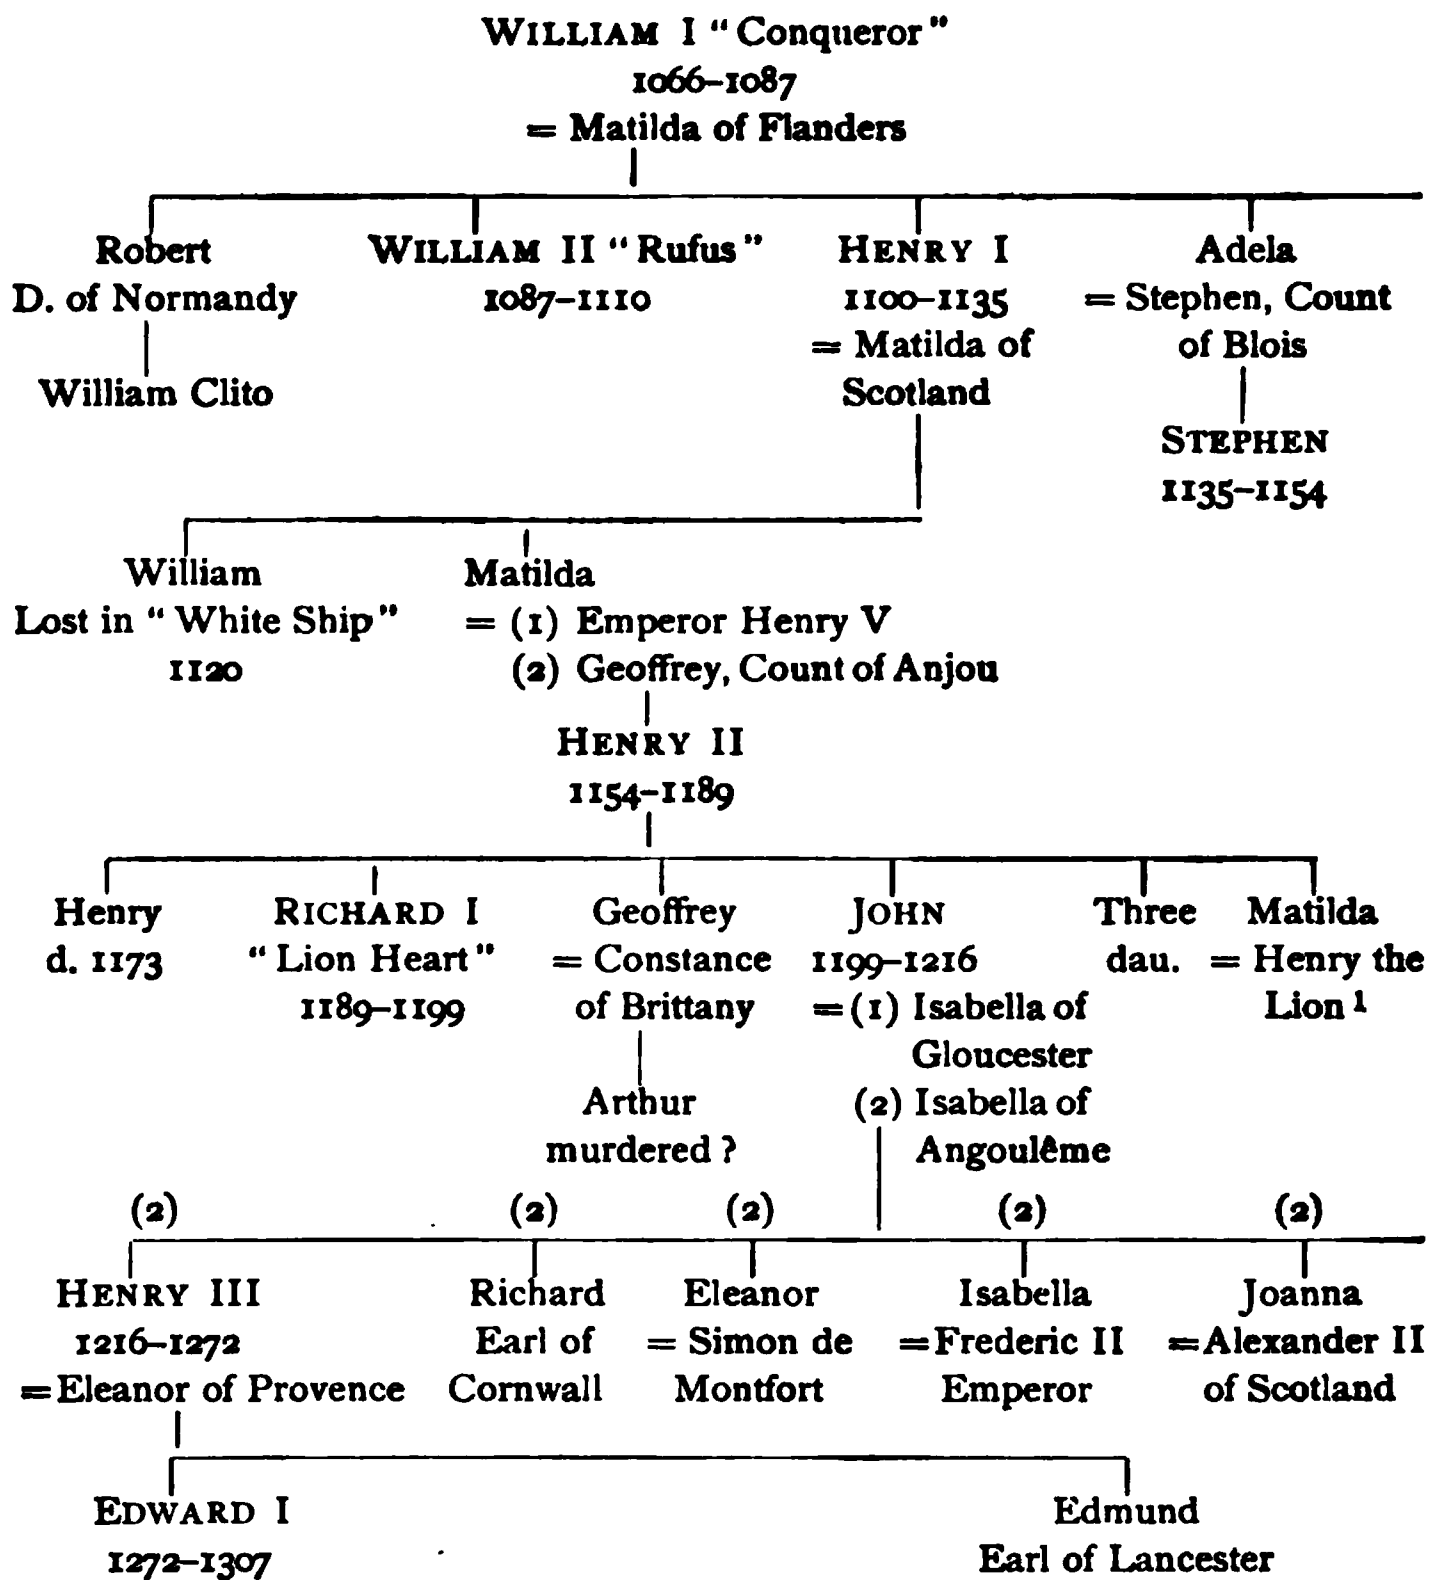 WILLIAM I “Conqueror”
1066–1087
= Matilda of Flanders
Robert
D. of Normandy
William Clito
WILLIAM II “Rufus”
1087–1110
HENRY I
1100–1135
= Matilda of
Scotland
Adela
= Stephen, Count
of Blois
STEPHEN
1135–1154
William
Lost in “White Ship”
1120
Matilda
= (1) Emperor Henry V
(2) Geoffrey, Count of Anjou
HENRY II
1154–1189
Henry
d. 1173
RICHARD I
“Lion Heart”
1189–1199
Geoffrey
= Constance
of Brittany
Arthur
murdered?
JOHN
1199–1216
= (1) Isabella of
Gloucester
(2) Isabella of
Angoulême
Three
dau.
Matilda
= Henry the
Lion 1
(2)
HENRY III
1216–1272
= Eleanor of Provence
(2)
Richard
Earl of
Cornwall
(2)
Eleanor
= Simon de
Montfort
(2)
Isabella
= Frederic II
Emperor
(2)
Joanna
= Alexander II
of Scotland
EDWARD I
1272–1307
Edmund
Earl of Lancester